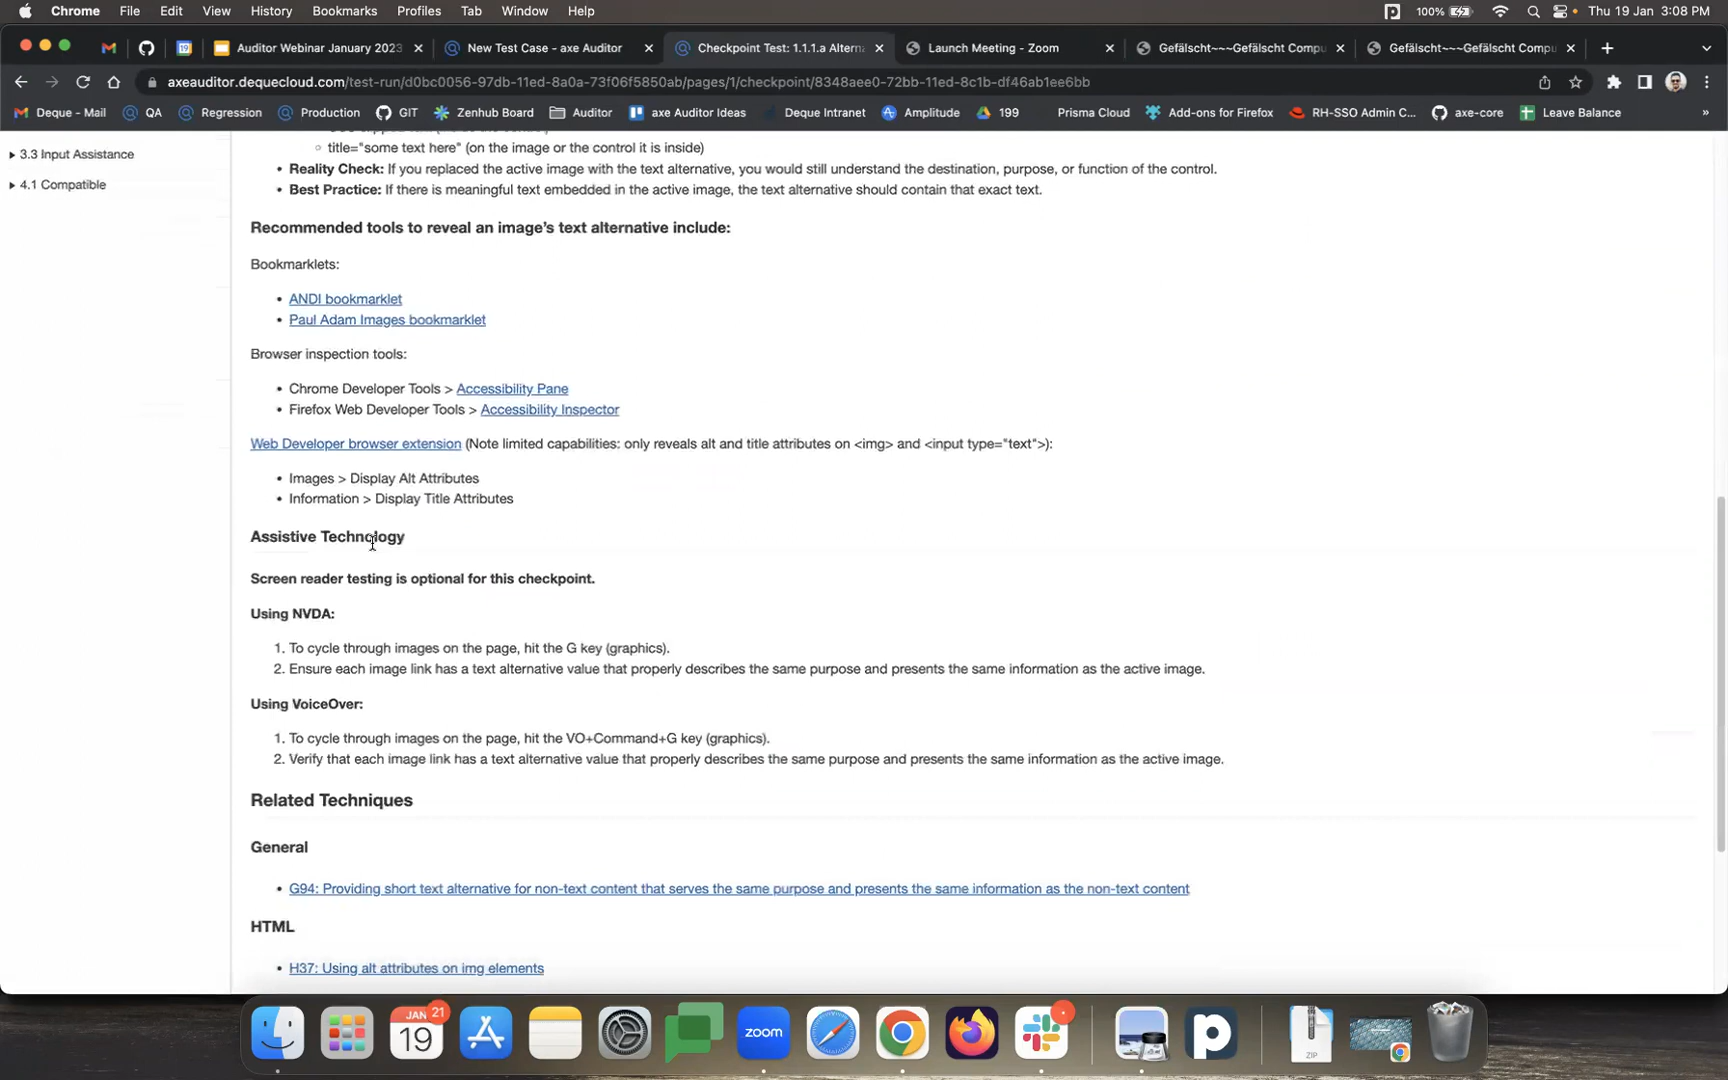 Chrome File Edit View History Bookmarks Profiles Tab Window Help 100% Thu 19 Jan 3:08 PM
Auditor Webinar January 2023 New Test Case - axe Auditor Checkpoint Test: 1.1.1.a Altern Launch Meeting - Zoom Gefälscht~~~Gefälscht Compu Gefälscht~~~Gefälscht Compu
axeauditor.dequecloud.com/test-run/d0bc0056-97db-11ed-8a0a-73f06f5850ab/pages/1/checkpoint/8348aee0-72bb-11ed-8c1b-df46ab1ee6bb
Deque - Mail QA Regression Production GIT Zenhub Board Auditor axe Auditor Ideas Deque Intranet Amplitude 199 Prisma Cloud Add-ons for Firefox RH-SSO Admin C... axe-core Leave Balance »
3.3 Input Assistance
4.1 Compatible
title="some text here" (on the image or the control it is inside)
• Reality Check: If you replaced the active image with the text alternative, you would still understand the destination, purpose, or function of the control.
• Best Practice: If there is meaningful text embedded in the active image, the text alternative should contain that exact text.
Recommended tools to reveal an image's text alternative include:
Bookmarklets:
• ANDI bookmarklet
• Paul Adam Images bookmarklet
Browser inspection tools:
• Chrome Developer Tools > Accessibility Pane
• Firefox Web Developer Tools > Accessibility Inspector
Web Developer browser extension (Note limited capabilities: only reveals alt and title attributes on <img> and <input type="text">):
• Images > Display Alt Attributes
• Information > Display Title Attributes
Assistive Technology
Screen reader testing is optional for this checkpoint.
Using NVDA:
1. To cycle through images on the page, hit the G key (graphics).
2. Ensure each image link has a text alternative value that properly describes the same purpose and presents the same information as the active image.
Using VoiceOver:
1. To cycle through images on the page, hit the VO+Command+G key (graphics).
2. Verify that each image link has a text alternative value that properly describes the same purpose and presents the same information as the active image.
Related Techniques
General
• G94: Providing short text alternative for non-text content that serves the same purpose and presents the same information as the non-text content
HTML
• H37: Using alt attributes on img elements
JAN 21
19
zoom
ZIP